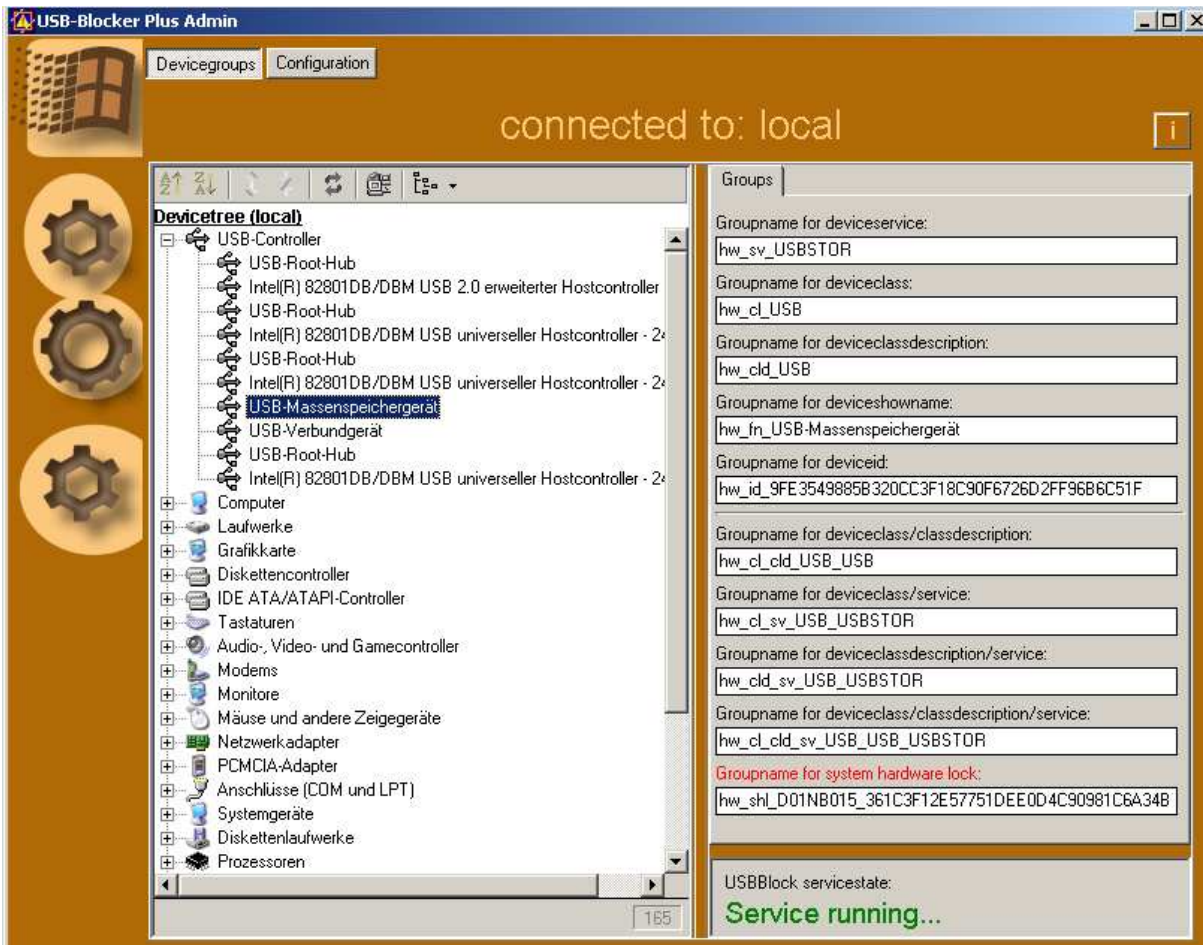 USB-Blocker Plus Admin
Devicegroups Configuration
connected to: local
i
Devicetree (local)
USB-Controller
USB-Root-Hub
Intel(R) 82801DB/DBM USB 2.0 erweiterter Hostcontroller
USB-Root-Hub
Intel(R) 82801DB/DBM USB universeller Hostcontroller - 24
USB-Root-Hub
Intel(R) 82801DB/DBM USB universeller Hostcontroller - 24
USB-Massenspeichergerät
USB-Verbundgerät
USB-Root-Hub
Intel(R) 82801DB/DBM USB universeller Hostcontroller - 24
Computer
Laufwerke
Grafikkarte
Diskettencontroller
IDE ATA/ATAPI-Controller
Tastaturen
Audio-, Video- und Gamecontroller
Modems
Monitore
Mäuse und andere Zeigegeräte
Netzwerkadapter
PCMCIA-Adapter
Anschlüsse (COM und LPT)
Systemgeräte
Diskettenlaufwerke
Prozessoren
165
Groups
Groupname for deviceservice:
hw_sv_USBSTOR
Groupname for deviceclass:
hw_cl_USB
Groupname for deviceclassdescription:
hw_cld_USB
Groupname for deviceshowname:
hw_fn_USB-Massenspeichergerät
Groupname for deviceid:
hw_id_9FE3549885B320CC3F18C90F6726D2FF96B6C51F
Groupname for deviceclass/classdescription:
hw_cl_cld_USB_USB
Groupname for deviceclass/service:
hw_cl_sv_USB_USBSTOR
Groupname for deviceclassdescription/service:
hw_cld_sv_USB_USBSTOR
Groupname for deviceclass/classdescription/service:
hw_cl_cld_sv_USB_USB_USBSTOR
Groupname for system hardware lock:
hw_shl_D01NB015_361C3F12E57751DEE0D4C90981C6A34B
USBBlock servicestate:
Service running...